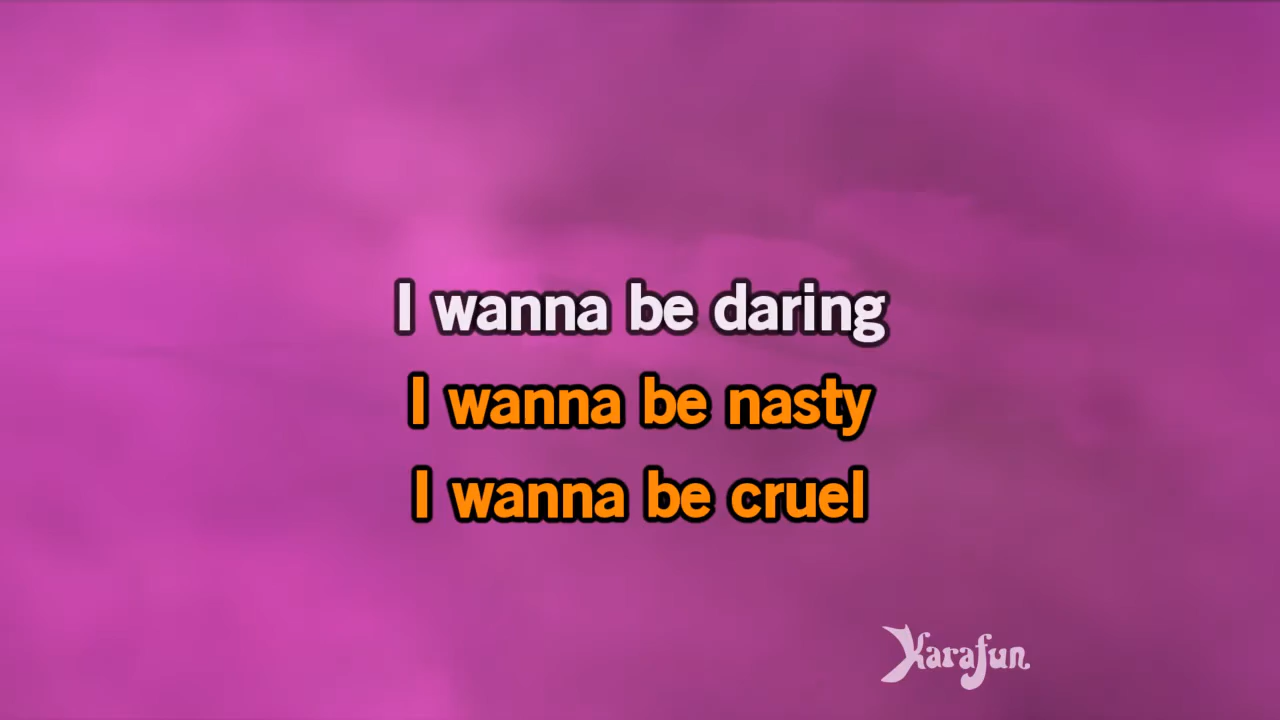 I wanna be daring
I wanna be nasty
I wanna be cruel
Karafun